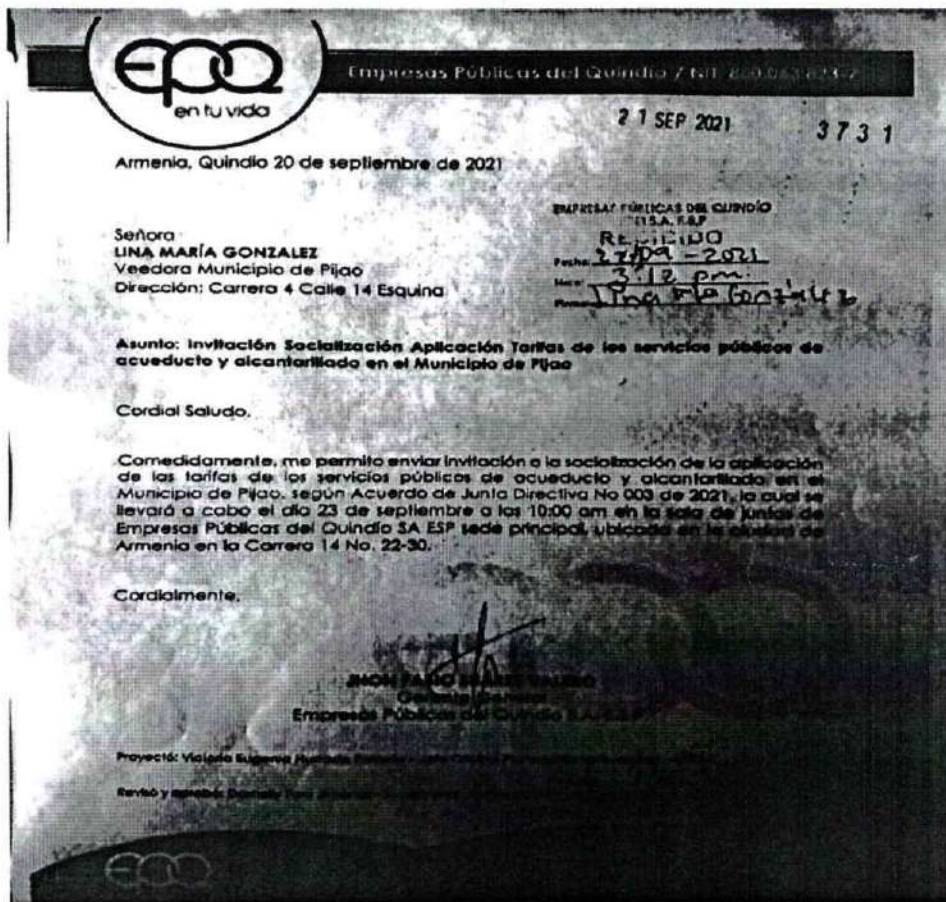 epq
en tu vida
Empresas Públicas del Quindío / NIT.
21 SEP 2021
3731
Armenia, Quindío 20 de septiembre de 2021
EMPRESAS PÚBLICAS DEL QUINDÍO
S.A. E.S.P
RECIBIDO
Señora
LINA MARÍA GONZALEZ
Veedora Municipio de Pijao
Dirección: Carrera 4 Calle 14 Esquina
Fecha: -2021
Hora: 3:12 pm.
Asunto: Invitación Socialización Aplicación Tarifas de los servicios públicos de
acueducto y alcantarillado en el Municipio de Pijao
Cordial Saludo,
Comedidamente, me permito enviar invitación a la socialización de la aplicación
de las tarifas de los servicios públicos de acueducto y alcantarillado en el
Municipio de Pijao, según Acuerdo de Junta Directiva No 003 de 2021, la cual se
llevará a cabo el día 23 de septiembre a las 10:00 am en la sala de juntas de
Empresas Públicas del Quindío SA ESP sede principal, ubicada en la ciudad de
Armenia en la Carrera 14 No. 22-30.
Cordialmente,
JHON
Gerente General
Empresas Públicas del Quindío S.A. E.S.P
Proyectó: Victoria Eugenia
Revisó y aprobó:
epq